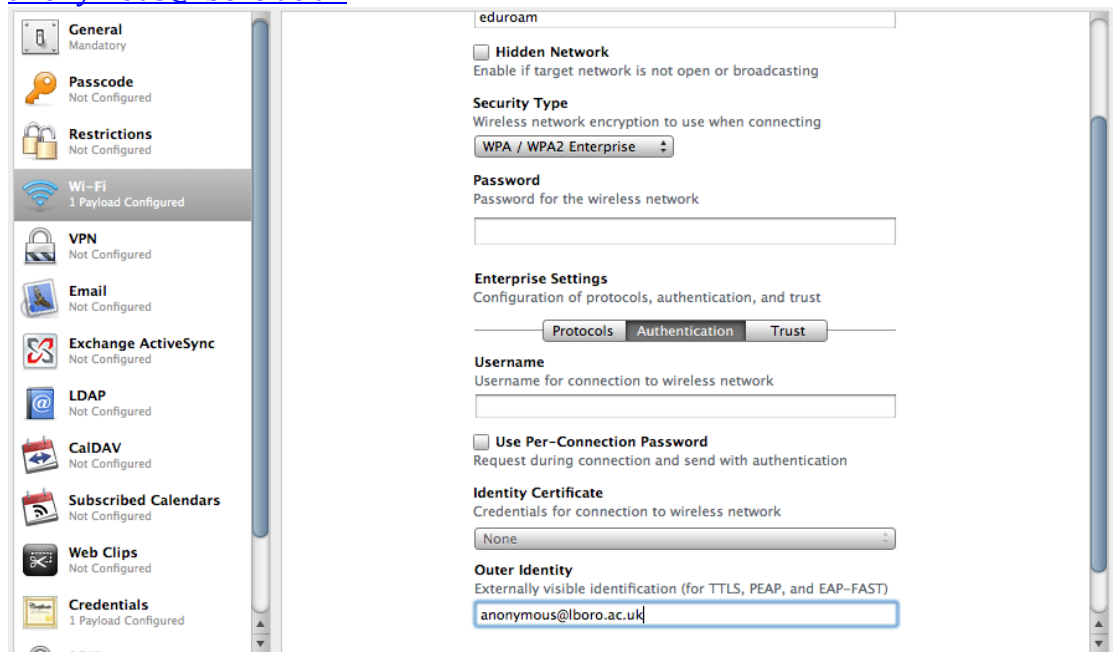 General
Mandatory
Passcode
Not Configured
Restrictions
Not Configured
Wi-Fi
1 Payload Configured
VPN
Not Configured
Email
Not Configured
Exchange ActiveSync
Not Configured
LDAP
Not Configured
CalDAV
Not Configured
Subscribed Calendars
Not Configured
Web Clips
Not Configured
Credentials
1 Payload Configured
eduroam
Hidden Network
Enable if target network is not open or broadcasting
Security Type
Wireless network encryption to use when connecting
WPA / WPA2 Enterprise
Password
Password for the wireless network
Enterprise Settings
Configuration of protocols, authentication, and trust
Protocols Authentication Trust
Username
Username for connection to wireless network
Use Per-Connection Password
Request during connection and send with authentication
Identity Certificate
Credentials for connection to wireless network
None
Outer Identity
Externally visible identification (for TTLS, PEAP, and EAP-FAST)
anonymous@lboro.ac.uk